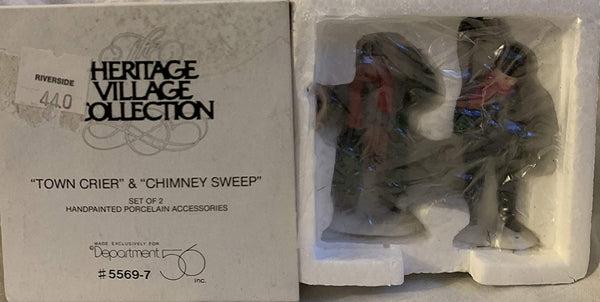 The
RIVERSIDE
44.0
HERITAGE
VILLAGE
COLLECTION
"TOWN CRIER" & "CHIMNEY SWEEP"
SET OF 2
HANDPAINTED PORCELAIN ACCESSORIES
MADE EXCLUSIVELY FOR
©Department 56 inc.
#5569-7